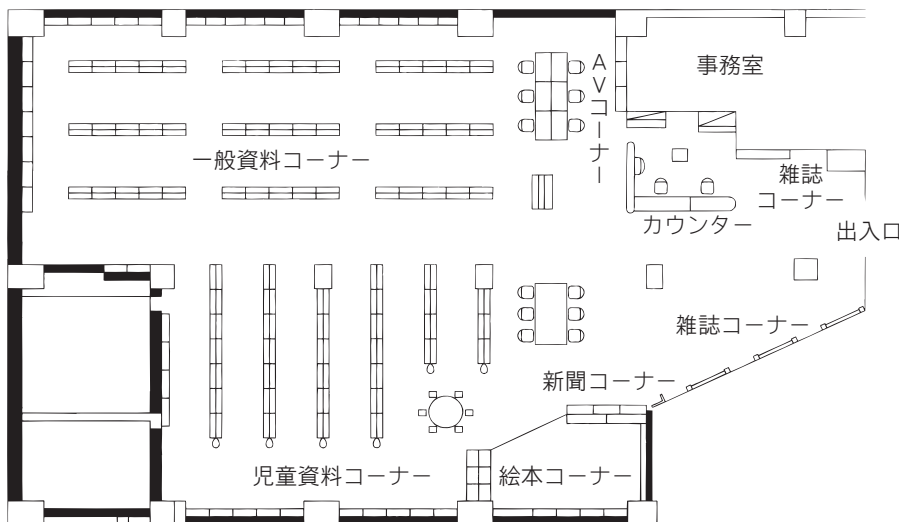 事務室
AVコーナー
一般資料コーナー
雑誌
コーナー
カウンター
出入口
雑誌コーナー
新聞コーナー
児童資料コーナー
絵本コーナー